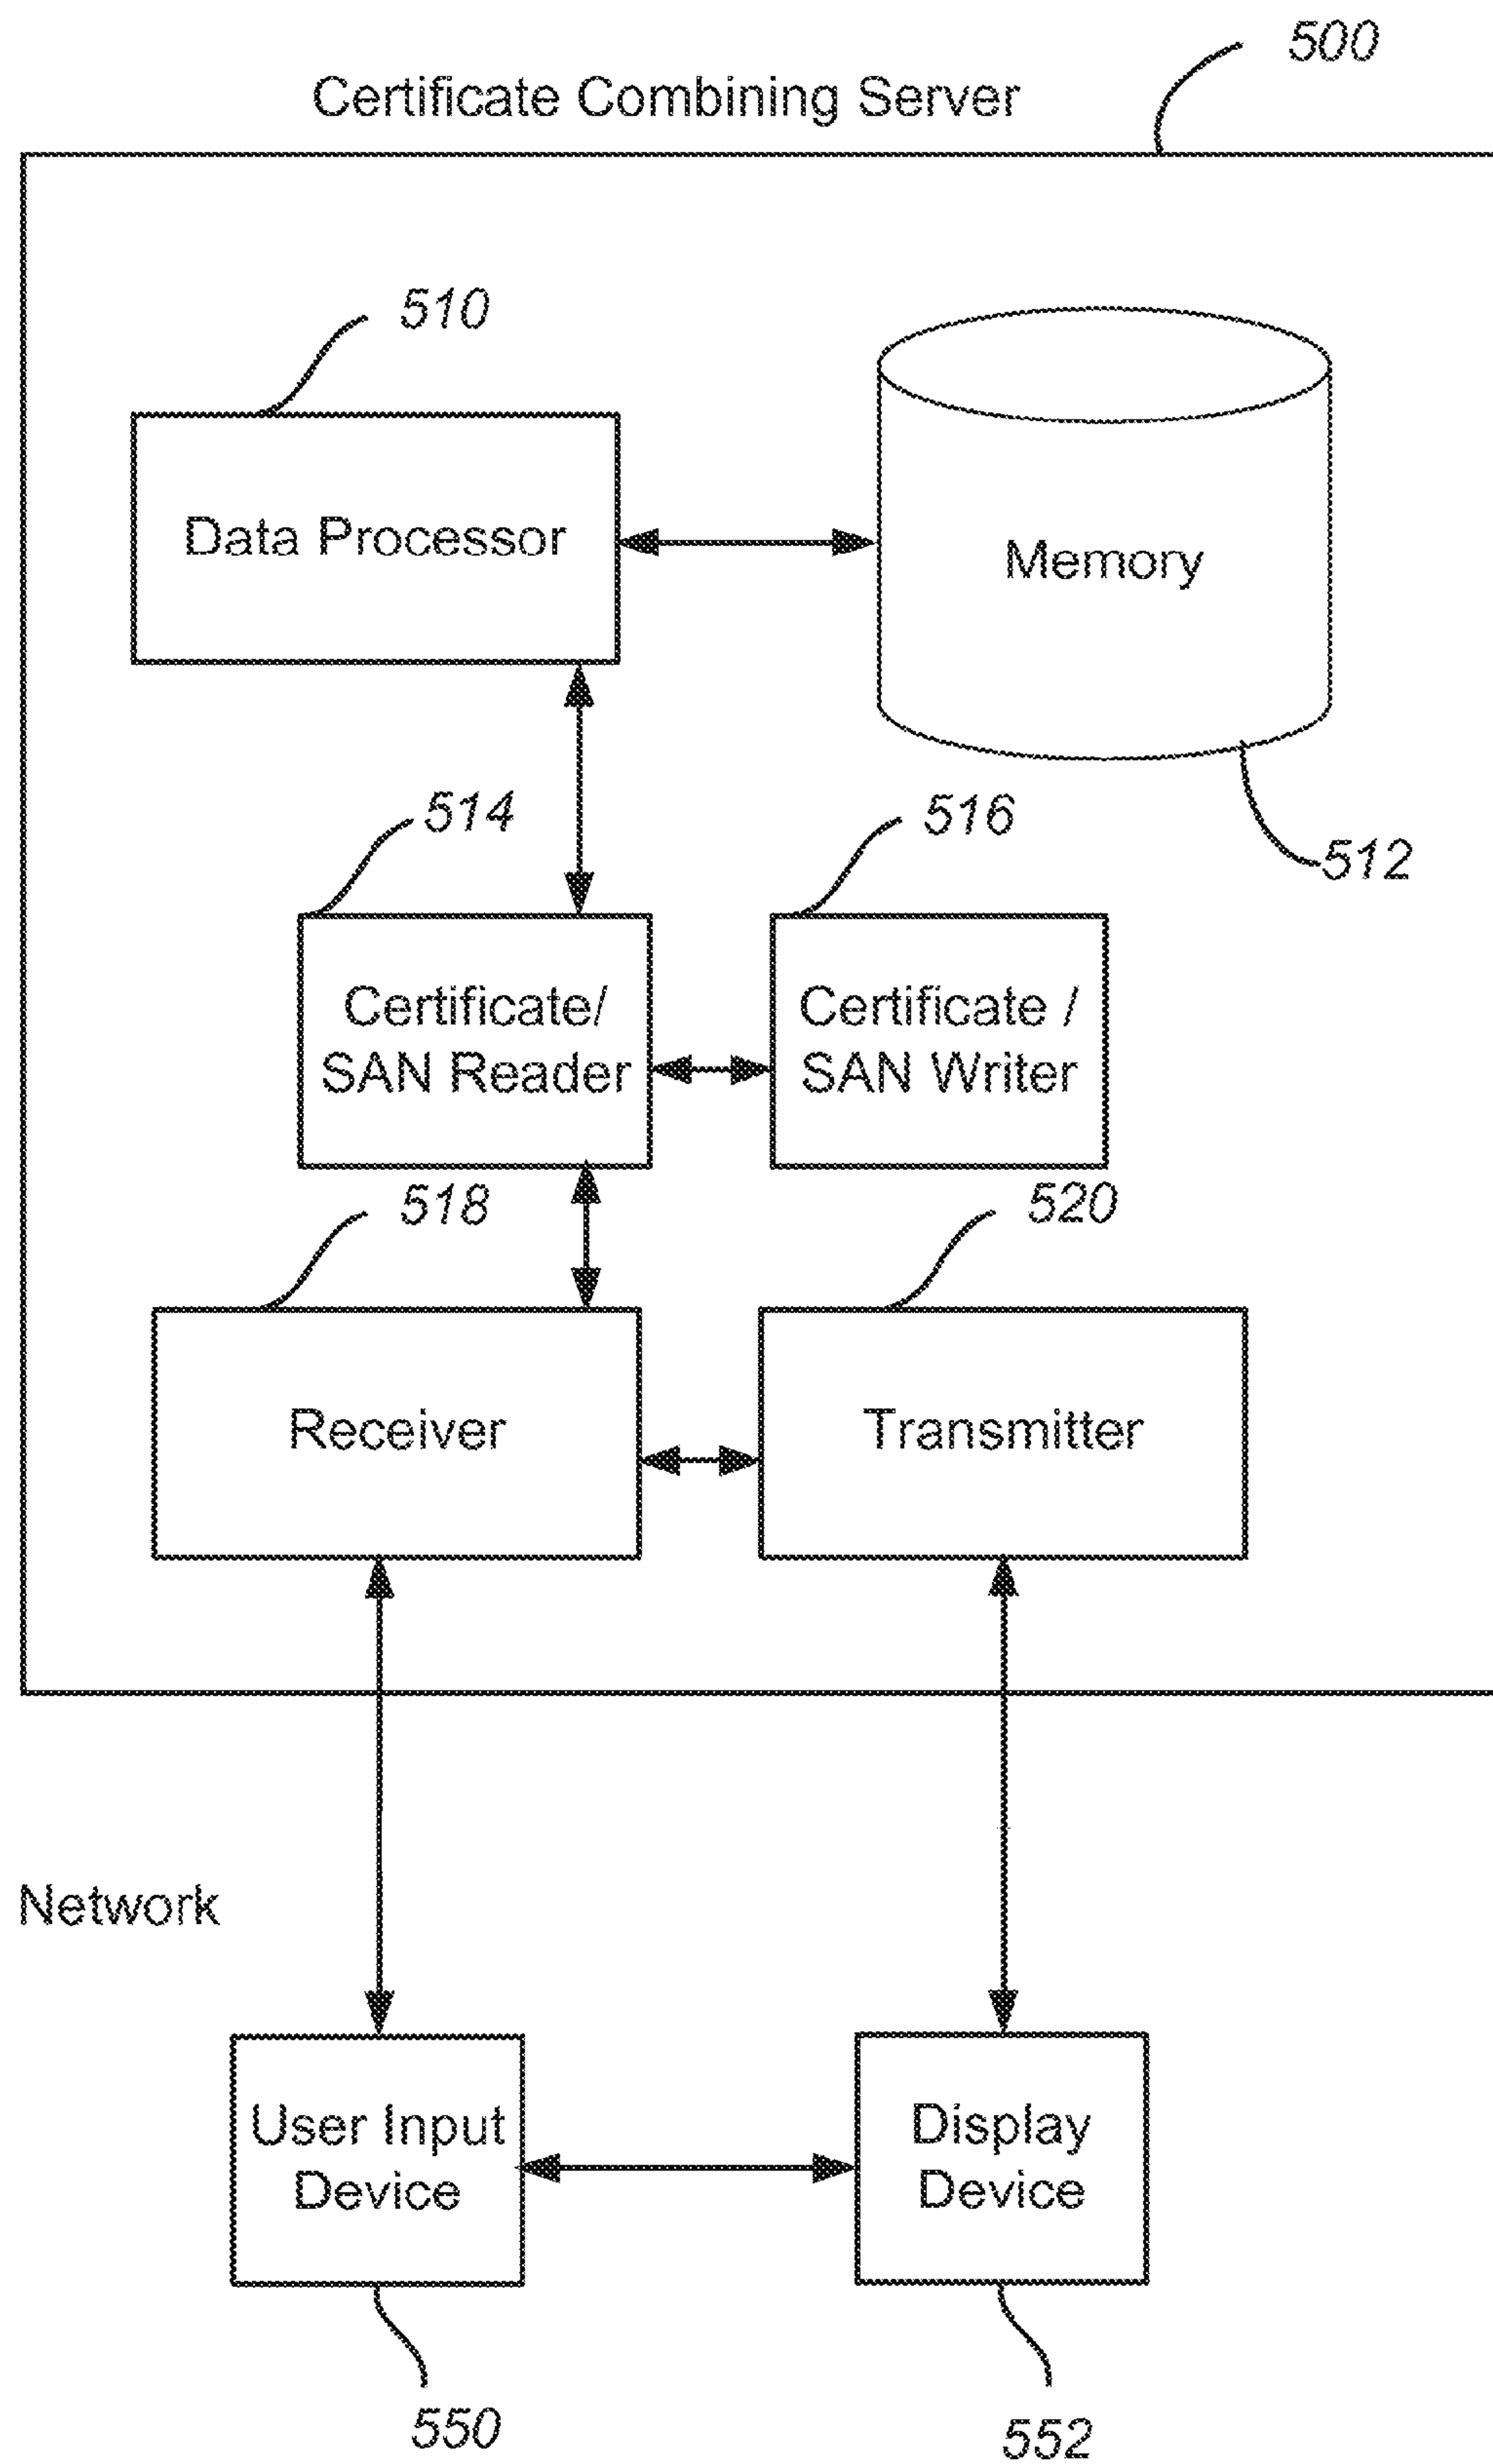 500
Certificate Combining Server
510
Data Processor
Memory
514
516
512
Certificate/
SAN Reader
Certificate /
SAN Writer
518
520
Receiver
Transmitter
Network
User Input
Device
Display
Device
550
552